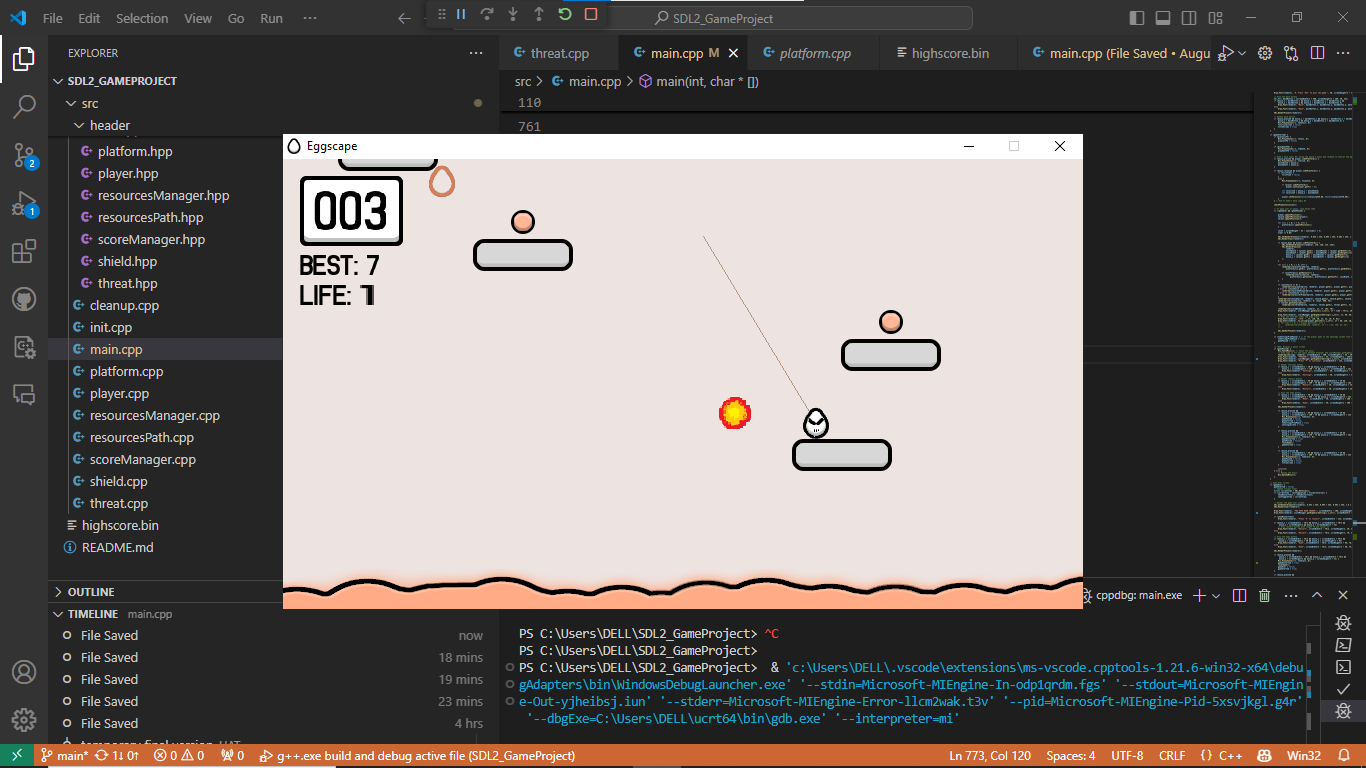 File Edit Selection View Go Run ··· SDL2_GameProject
EXPLORER ···
SDL2_GAMEPROJECT
src
header
platform.hpp
player.hpp
resourcesManager.hpp
resourcesPath.hpp
scoreManager.hpp
shield.hpp
threat.hpp
cleanup.cpp
init.cpp
main.cpp
platform.cpp
player.cpp
resourcesManager.cpp
resourcesPath.cpp
scoreManager.cpp
shield.cpp
threat.cpp
highscore.bin
README.md
OUTLINE
TIMELINE main.cpp
File Saved now
File Saved 18 mins
File Saved 19 mins
File Saved 23 mins
File Saved 4 hrs
2
1
threat.cpp main.cpp M platform.cpp highscore.bin main.cpp (File Saved • Augu
src > main.cpp > main(int, char * [])
110
761
Eggscape
003
BEST: 7
LIFE: 1
cppdbg: main.exe
PS C:\Users\DELL\SDL2_GameProject> ^C
PS C:\Users\DELL\SDL2_GameProject>
PS C:\Users\DELL\SDL2_GameProject>  & 'c:\Users\DELL\.vscode\extensions\ms-vscode.cpptools-1.21.6-win32-x64\debu
gAdapters\bin\WindowsDebugLauncher.exe' '--stdin=Microsoft-MIEngine-In-odp1qrdm.fgs' '--stdout=Microsoft-MIEngin
e-Out-yjheibsj.iun' '--stderr=Microsoft-MIEngine-Error-llcm2wak.t3v' '--pid=Microsoft-MIEngine-Pid-5xsvjkgl.g4r'
'--dbgExe=C:\Users\DELL\ucrt64\bin\gdb.exe' '--interpreter=mi'
main* 1↓ 0↑ 0 0 0 g++.exe build and debug active file (SDL2_GameProject) Ln 773, Col 120 Spaces: 4 UTF-8 CRLF {} C++ Win32